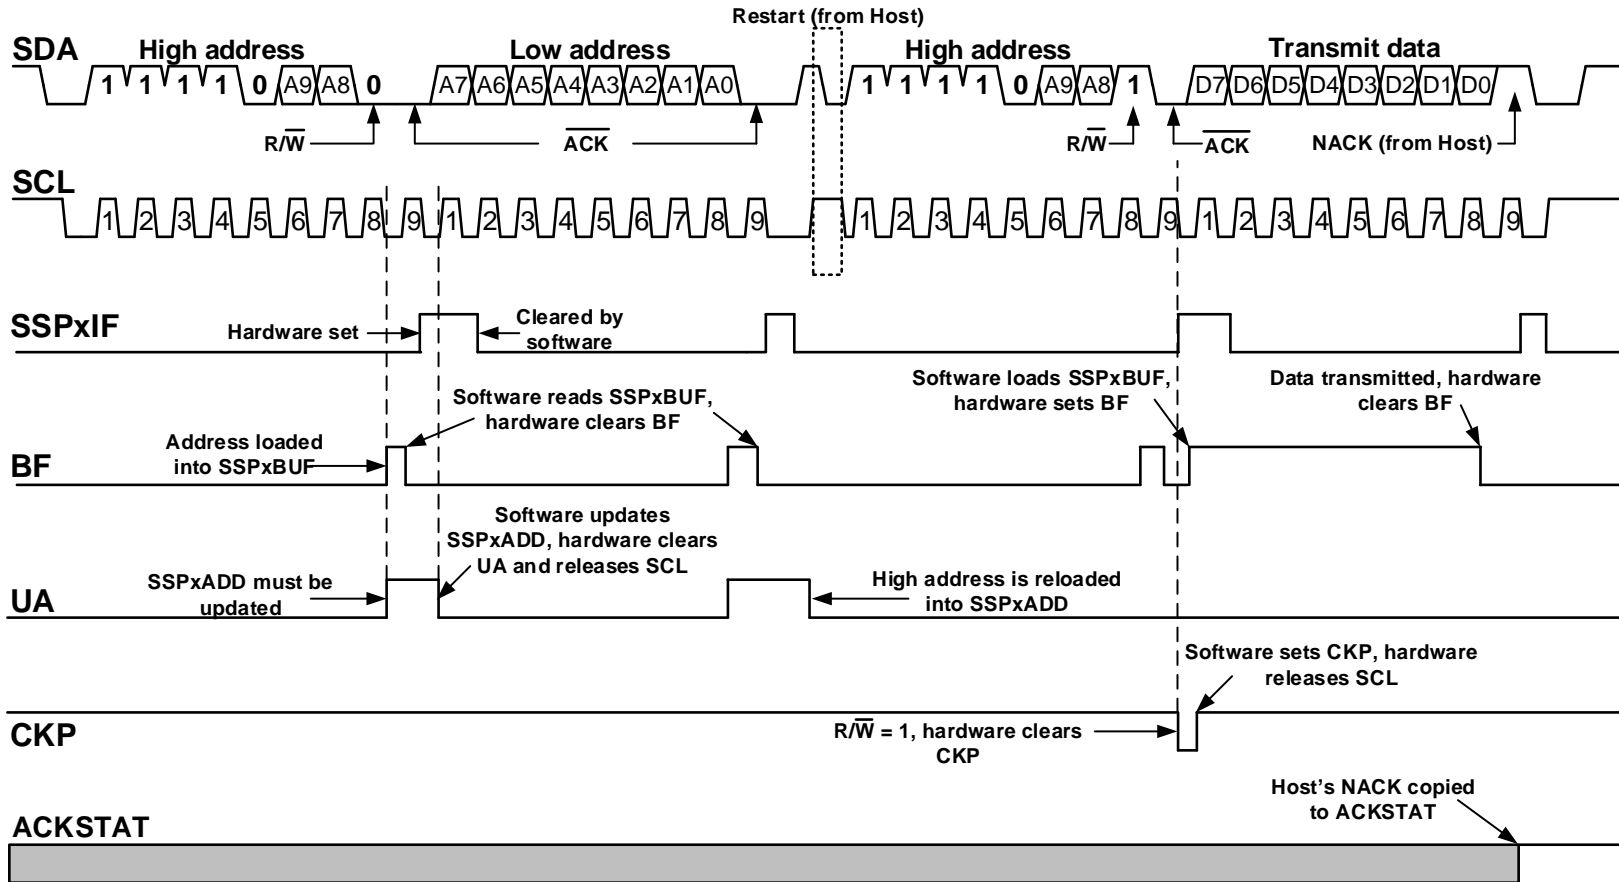 Restart (from Host)
SDA
High address
Low address
High address
Transmit data
1 1 1 1 0 A9 A8 0 A7 A6 A5 A4 A3 A2 A1 A0 1 1 1 1 0 A9 A8 1 D7 D6 D5 D4 D3 D2 D1 D0
R/W̅
A̅C̅K̅
R/W̅
A̅C̅K̅
NACK (from Host)
SCL
1 2 3 4 5 6 7 8 9 1 2 3 4 5 6 7 8 9 1 2 3 4 5 6 7 8 9 1 2 3 4 5 6 7 8 9
SSPxIF
Hardware set
Cleared by
software
Software reads SSPxBUF,
hardware clears BF
Software loads SSPxBUF,
hardware sets BF
Data transmitted, hardware
clears BF
BF
Address loaded
into SSPxBUF
Software updates
SSPxADD, hardware clears
UA and releases SCL
UA
SSPxADD must be
updated
High address is reloaded
into SSPxADD
Software sets CKP, hardware
releases SCL
CKP
R/W̅ = 1, hardware clears
CKP
Host's NACK copied
to ACKSTAT
ACKSTAT